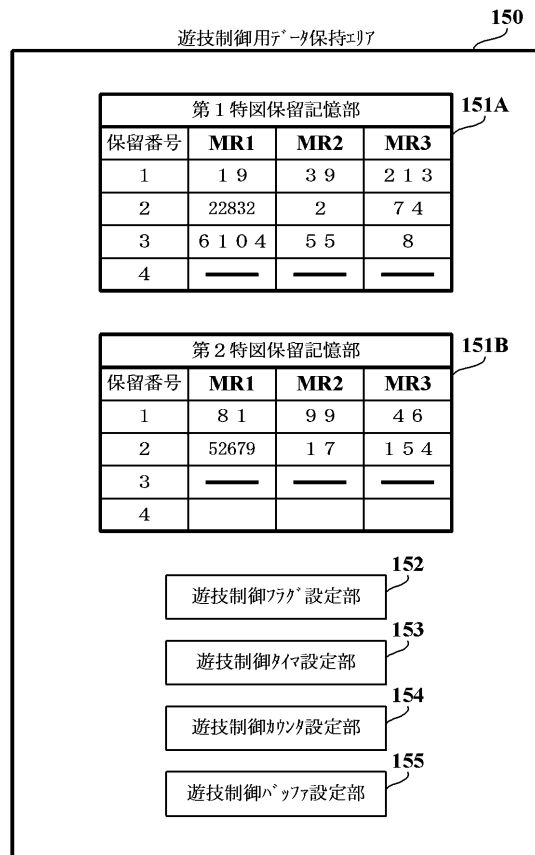 150
遊技制御用データ保持エリア
151A
第1特図保留記憶部
保留番号 MR1 MR2 MR3
1 19 39 213
2 22832 2 74
3 6104 55 8
4 ── ── ──
151B
第2特図保留記憶部
保留番号 MR1 MR2 MR3
1 81 99 46
2 52679 17 154
3 ── ── ──
4
152
遊技制御フラグ設定部
153
遊技制御タイマ設定部
154
遊技制御カウンタ設定部
155
遊技制御バッファ設定部